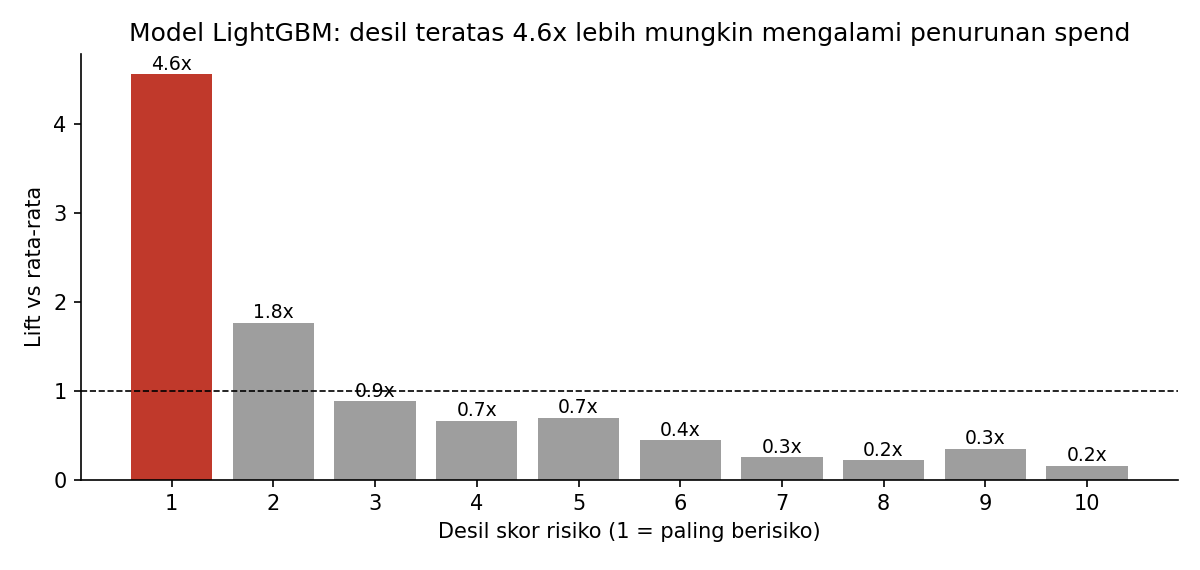 Model LightGBM: desil teratas 4.6x lebih mungkin mengalami penurunan spend
4.6x
4
3
Lift vs rata-rata
2
1.8x
1
0.9x
0.7x
0.7x
0.4x
0.3x
0.2x
0.3x
0.2x
0
1 2 3 4 5 6 7 8 9 10
Desil skor risiko (1 = paling berisiko)